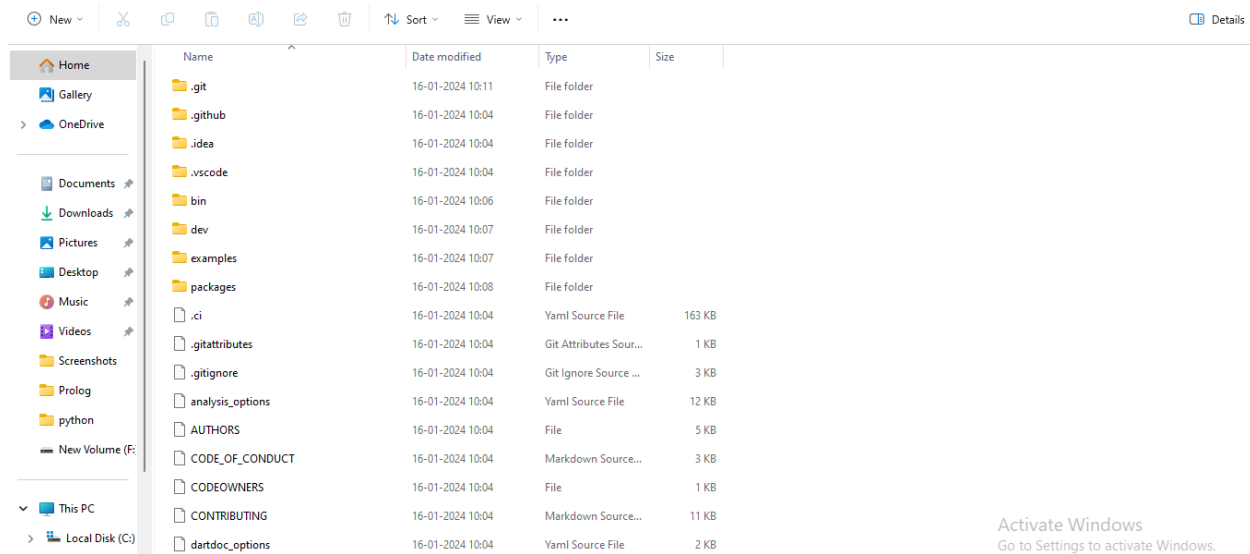 New Sort View ... Details
Name Date modified Type Size
Home
Gallery
OneDrive
Documents
Downloads
Pictures
Desktop
Music
Videos
Screenshots
Prolog
python
New Volume (F:
This PC
Local Disk (C:)
.git 16-01-2024 10:11 File folder
.github 16-01-2024 10:04 File folder
.idea 16-01-2024 10:04 File folder
.vscode 16-01-2024 10:04 File folder
bin 16-01-2024 10:06 File folder
dev 16-01-2024 10:07 File folder
examples 16-01-2024 10:07 File folder
packages 16-01-2024 10:08 File folder
.ci 16-01-2024 10:04 Yaml Source File 163 KB
.gitattributes 16-01-2024 10:04 Git Attributes Sour... 1 KB
.gitignore 16-01-2024 10:04 Git Ignore Source ... 3 KB
analysis_options 16-01-2024 10:04 Yaml Source File 12 KB
AUTHORS 16-01-2024 10:04 File 5 KB
CODE_OF_CONDUCT 16-01-2024 10:04 Markdown Source... 3 KB
CODEOWNERS 16-01-2024 10:04 File 1 KB
CONTRIBUTING 16-01-2024 10:04 Markdown Source... 11 KB
dartdoc_options 16-01-2024 10:04 Yaml Source File 2 KB
Activate Windows
Go to Settings to activate Windows.